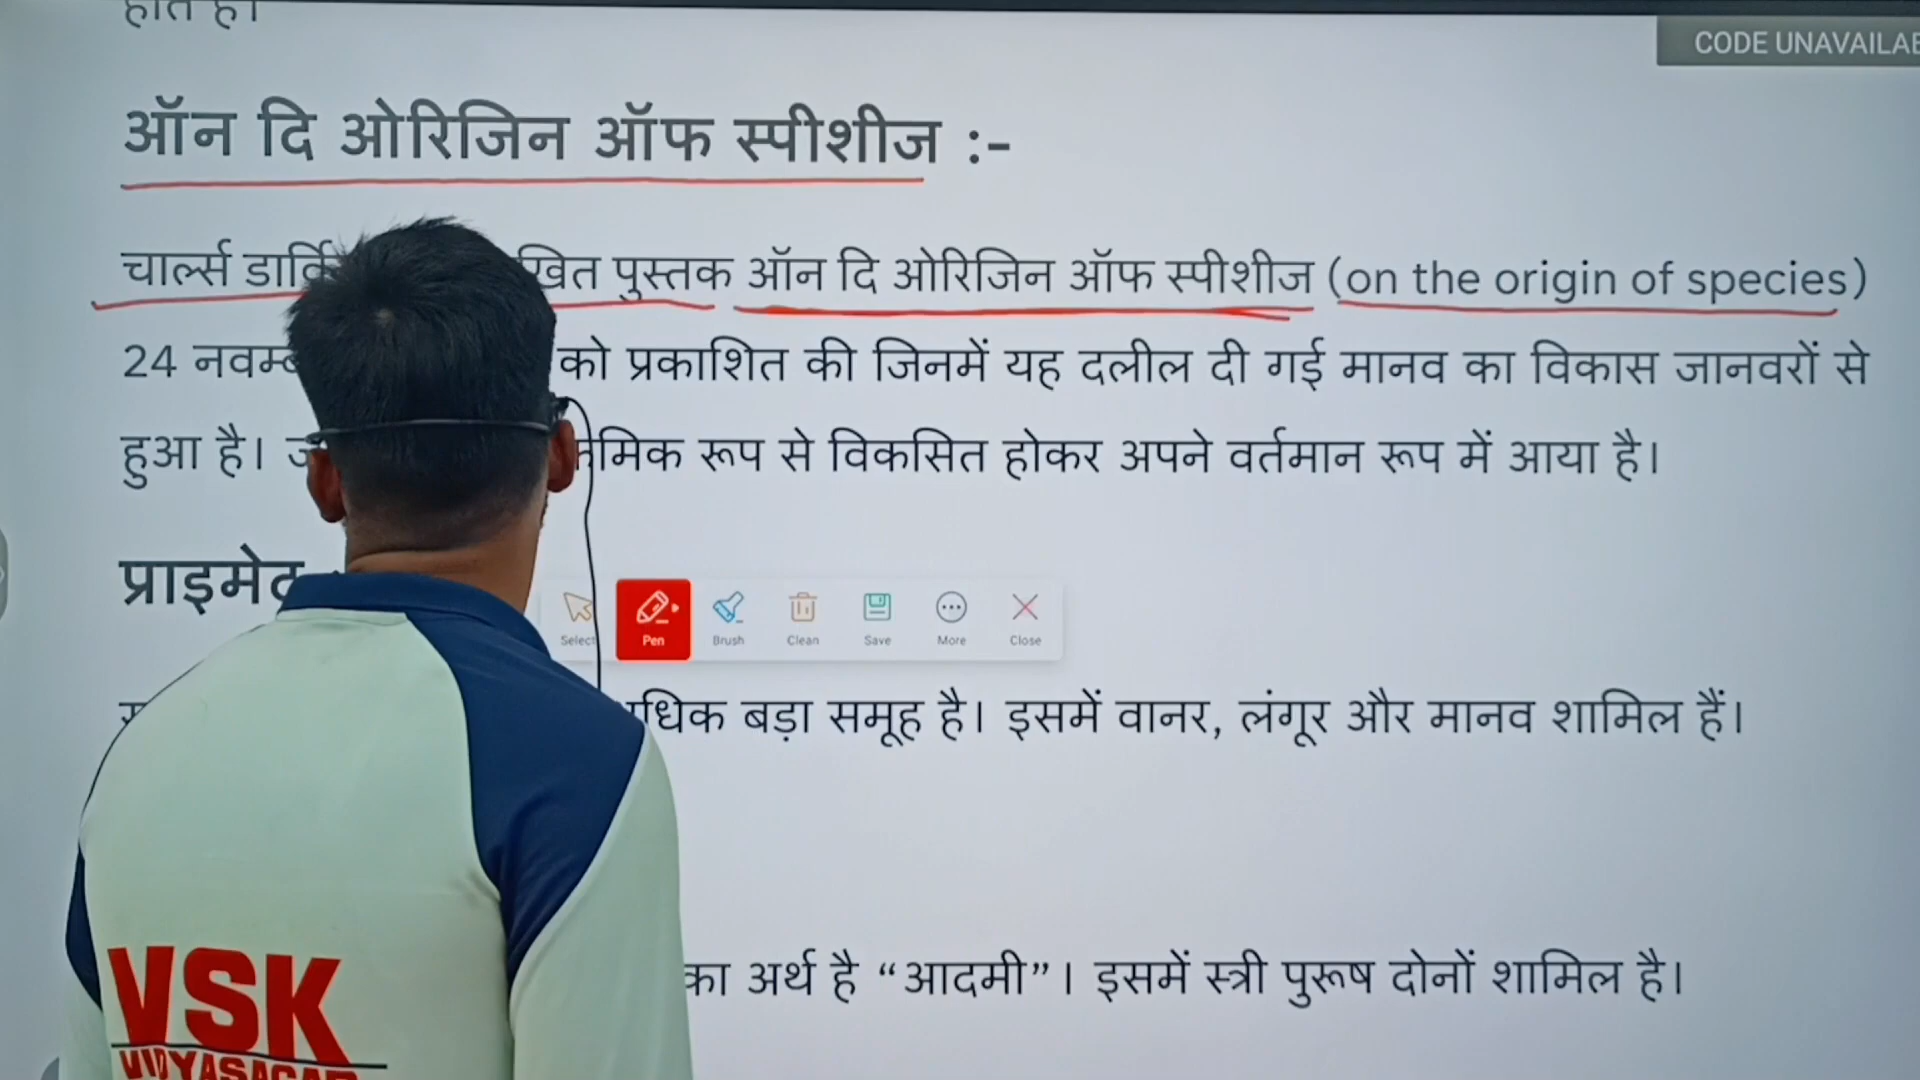 होते हैं।
CODE UNAVAILAB
ऑन दि ओरिजिन ऑफ स्पीशीज :-
चार्ल्स पुस्तक ऑन दि ओरिजिन ऑफ स्पीशीज (on the origin of species)
24 को प्रकाशित की जिनमें यह दलील दी गई मानव का विकास जानवरों से
हुआ है। रूप से विकसित होकर अपने वर्तमान रूप में आया है।
Select Pen Brush Clean Save More Close
बड़ा समूह है। इसमें वानर, लंगूर और मानव शामिल हैं।
का अर्थ है “आदमी”। इसमें स्त्री पुरूष दोनों शामिल है।
VSK